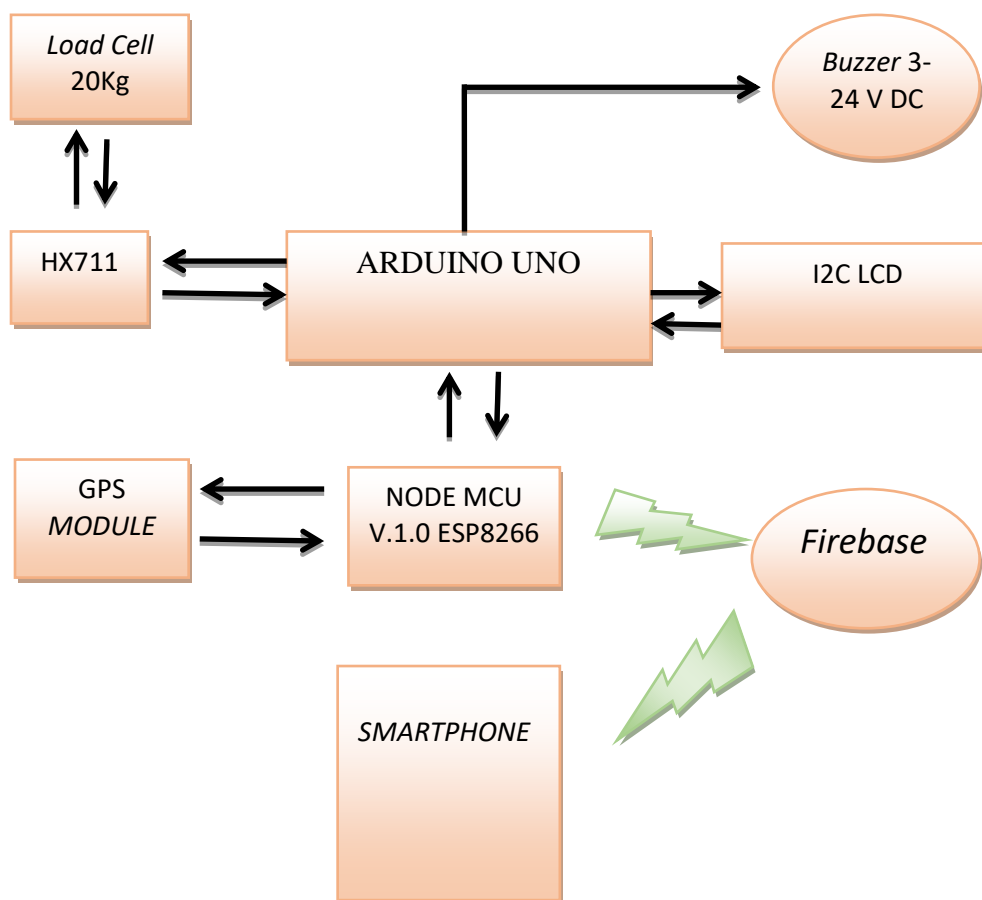 Load Cell
20Kg
Buzzer 3-
24 V DC
HX711
ARDUINO UNO
I2C LCD
GPS
MODULE
NODE MCU
V.1.0 ESP8266
Firebase
SMARTPHONE